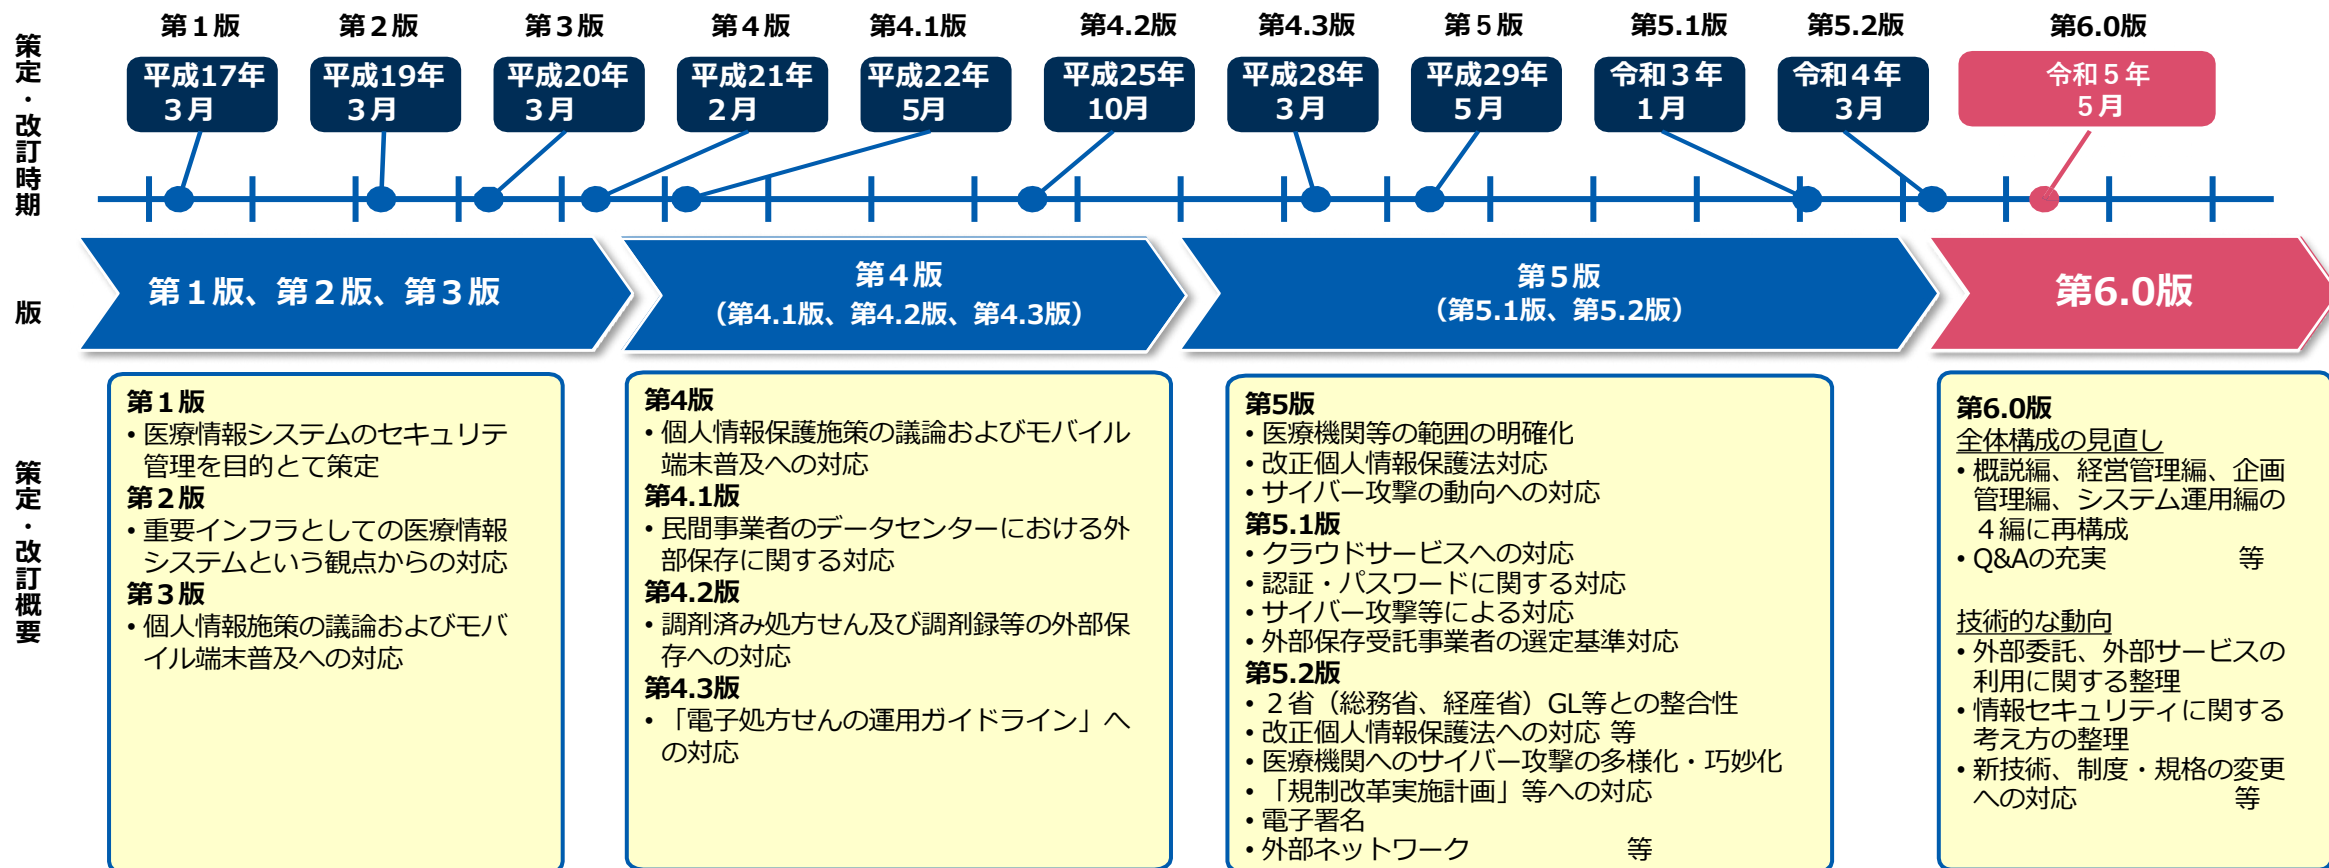 策定・改訂時期
第１版
第２版
第３版
第４版
第4.1版
第4.2版
第4.3版
第５版
第5.1版
第5.2版
第6.0版
平成17年
３月
平成19年
３月
平成20年
３月
平成21年
２月
平成22年
5月
平成25年
10月
平成28年
３月
平成29年
５月
令和３年
１月
令和４年
３月
令和５年
５月
版
第１版、第２版、第３版
第４版
（第4.1版、第4.2版、第4.3版）
第５版
（第5.1版、第5.2版）
第6.0版
策定・改訂概要
第１版
・医療情報システムのセキュリテ
管理を目的とて策定
第２版
・重要インフラとしての医療情報
システムという観点からの対応
第３版
・個人情報施策の議論およびモバ
イル端末普及への対応
第4版
・個人情報保護施策の議論およびモバイル
端末普及への対応
第4.1版
・民間事業者のデータセンターにおける外
部保存に関する対応
第4.2版
・調剤済み処方せん及び調剤録等の外部保
存への対応
第4.3版
・「電子処方せんの運用ガイドライン」へ
の対応
第5版
・医療機関等の範囲の明確化
・改正個人情報保護法対応
・サイバー攻撃の動向への対応
第5.1版
・クラウドサービスへの対応
・認証・パスワードに関する対応
・サイバー攻撃等による対応
・外部保存受託事業者の選定基準対応
第5.2版
・２省（総務省、経産省）GL等との整合性
・改正個人情報保護法への対応 等
・医療機関へのサイバー攻撃の多様化・巧妙化
・「規制改革実施計画」等への対応
・電子署名
・外部ネットワーク 等
第6.0版
全体構成の見直し
・概説編、経営管理編、企画
管理編、システム運用編の
４編に再構成
・Q&Aの充実 等
技術的な動向
・外部委託、外部サービスの
利用に関する整理
・情報セキュリティに関する
考え方の整理
・新技術、制度・規格の変更
への対応 等